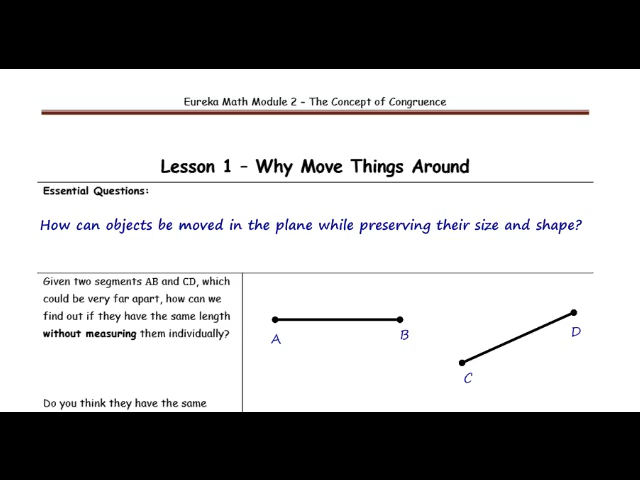 Eureka Math Module 2 – The Concept of Congruence
Lesson 1 – Why Move Things Around
Essential Questions:
How can objects be moved in the plane while preserving their size and shape?
Given two segments AB and CD, which
could be very far apart, how can we
find out if they have the same length
without measuring them individually?
A
B
C
D
Do you think they have the same